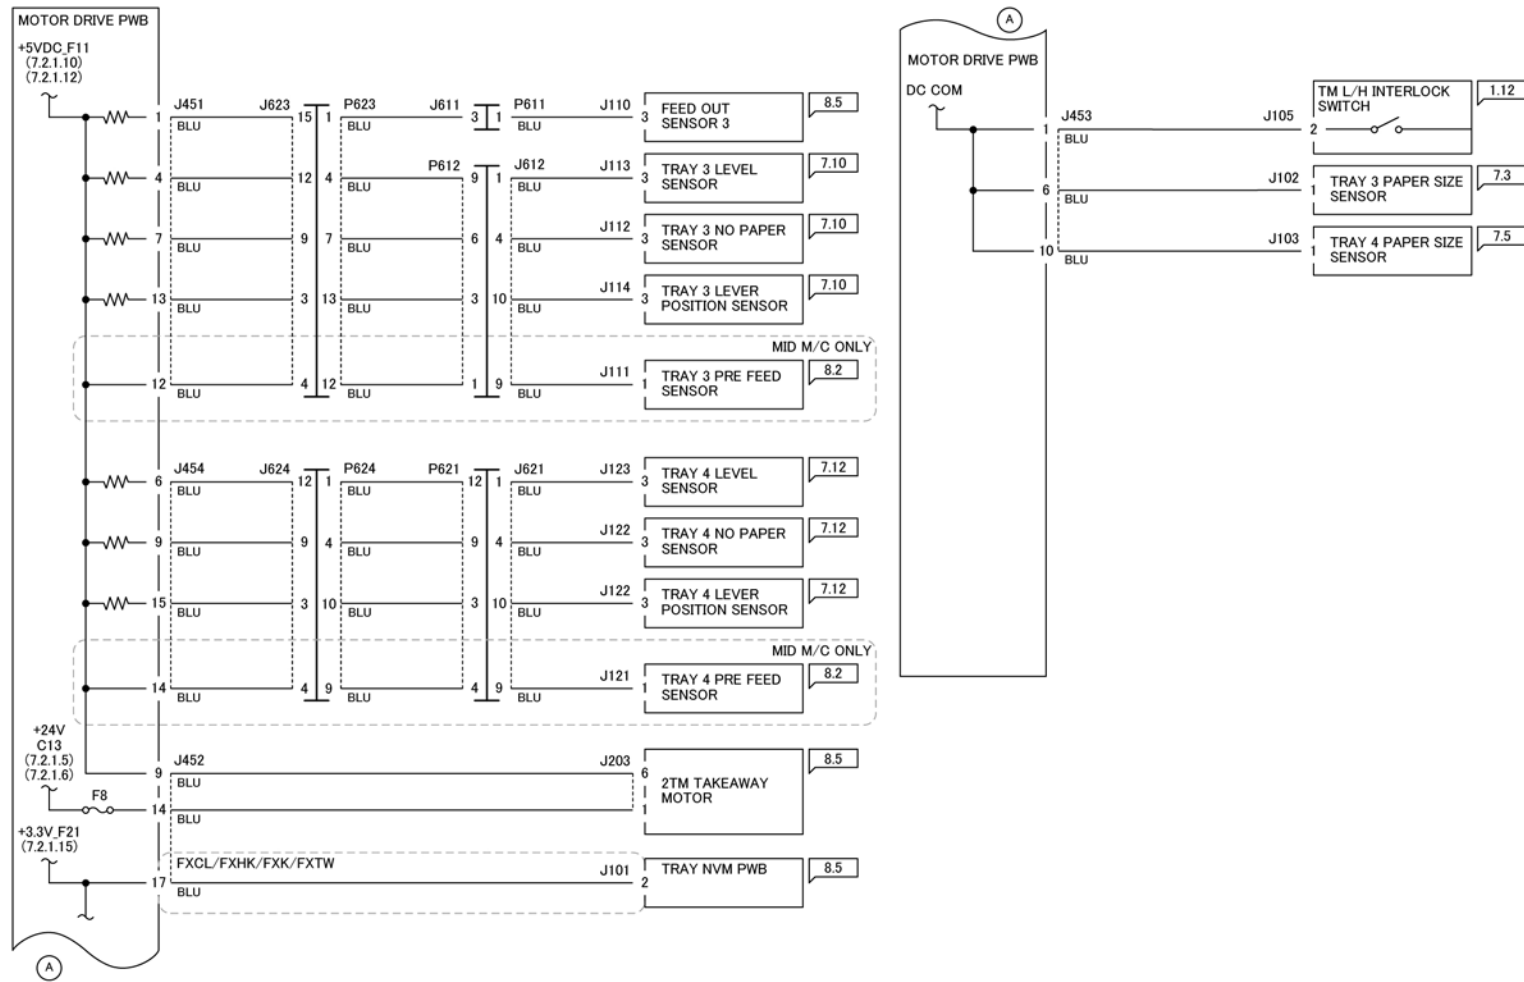 MOTOR DRIVE PWB
+5VDC_F11
(7.2.1.10)
(7.2.1.12)
1 J451 BLU J623 15 1 P623 BLU J611 3 1 P611 BLU J110 3
FEED OUT
SENSOR 3
8.5
4 BLU 12 4 BLU P612 9 1 J612 BLU J113 3
TRAY 3 LEVEL
SENSOR
7.10
7 BLU 9 7 BLU 6 4 BLU J112 3
TRAY 3 NO PAPER
SENSOR
7.10
13 BLU 3 13 BLU 3 10 BLU J114 3
TRAY 3 LEVER
POSITION SENSOR
7.10
MID M/C ONLY
12 BLU 4 12 BLU 1 9 BLU J111 1
TRAY 3 PRE FEED
SENSOR
8.2
6 J454 BLU J624 12 1 P624 BLU P621 12 1 J621 BLU J123 3
TRAY 4 LEVEL
SENSOR
7.12
9 BLU 9 4 BLU 9 4 BLU J122 3
TRAY 4 NO PAPER
SENSOR
7.12
15 BLU 3 10 BLU 3 10 BLU J122 3
TRAY 4 LEVER
POSITION SENSOR
7.12
MID M/C ONLY
14 BLU 4 9 BLU 4 9 BLU J121 1
TRAY 4 PRE FEED
SENSOR
8.2
+24V
C13
(7.2.1.5)
(7.2.1.6)
F8
9 J452 BLU J203 6
14 BLU 1
2TM TAKEAWAY
MOTOR
8.5
+3.3V_F21
(7.2.1.15)
FXCL/FXHK/FXK/FXTW
17 BLU J101 2
TRAY NVM PWB
8.5
A
A
MOTOR DRIVE PWB
DC COM
1 J453 BLU J105 2
TM L/H INTERLOCK
SWITCH
1.12
6 BLU J102 1
TRAY 3 PAPER SIZE
SENSOR
7.3
10 BLU J103 1
TRAY 4 PAPER SIZE
SENSOR
7.5